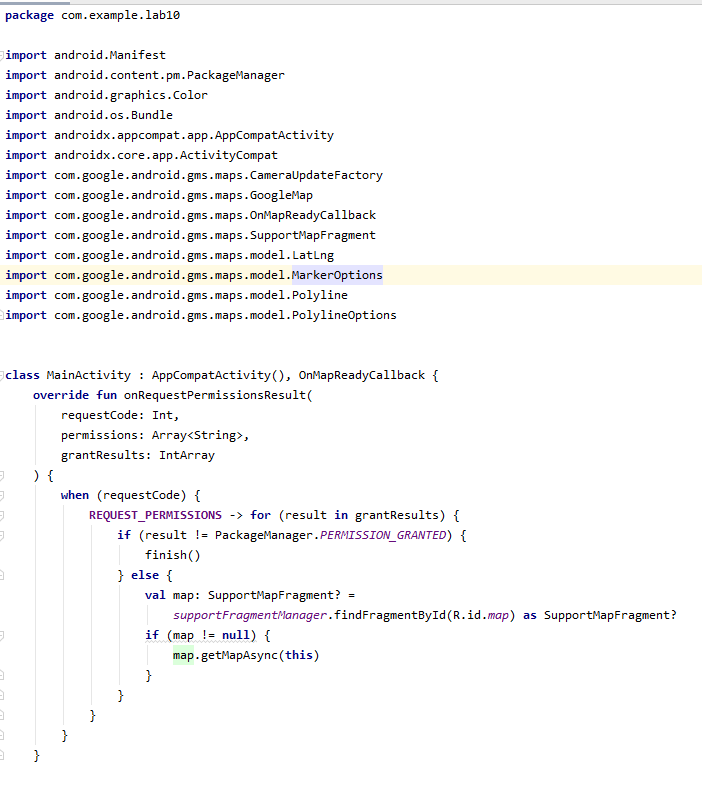 package com.example.lab10
import android.Manifest
import android.content.pm.PackageManager
import android.graphics.Color
import android.os.Bundle
import androidx.appcompat.app.AppCompatActivity
import androidx.core.app.ActivityCompat
import com.google.android.gms.maps.CameraUpdateFactory
import com.google.android.gms.maps.GoogleMap
import com.google.android.gms.maps.OnMapReadyCallback
import com.google.android.gms.maps.SupportMapFragment
import com.google.android.gms.maps.model.LatLng
import com.google.android.gms.maps.model.MarkerOptions
import com.google.android.gms.maps.model.Polyline
import com.google.android.gms.maps.model.PolylineOptions
class MainActivity : AppCompatActivity(), OnMapReadyCallback {
    override fun onRequestPermissionsResult(
        requestCode: Int,
        permissions: Array<String>,
        grantResults: IntArray
    ) {
        when (requestCode) {
            REQUEST_PERMISSIONS -> for (result in grantResults) {
                if (result != PackageManager.PERMISSION_GRANTED) {
                    finish()
                } else {
                    val map: SupportMapFragment? =
                        supportFragmentManager.findFragmentById(R.id.map) as SupportMapFragment?
                    if (map != null) {
                        map.getMapAsync(this)
                    }
                }
            }
        }
    }